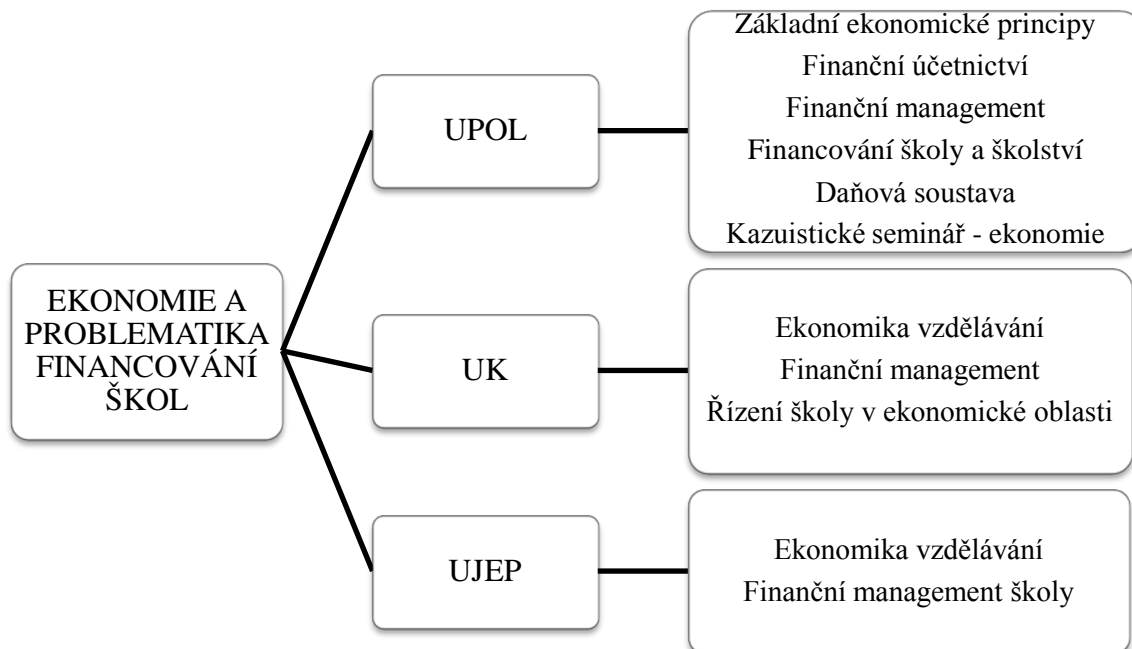 EKONOMIE A
PROBLEMATIKA
FINANCOVÁNÍ
ŠKOL
UPOL
Základní ekonomické principy
Finanční účetnictví
Finanční management
Financování školy a školství
Daňová soustava
Kazuistické seminář - ekonomie
UK
Ekonomika vzdělávání
Finanční management
Řízení školy v ekonomické oblasti
UJEP
Ekonomika vzdělávání
Finanční management školy